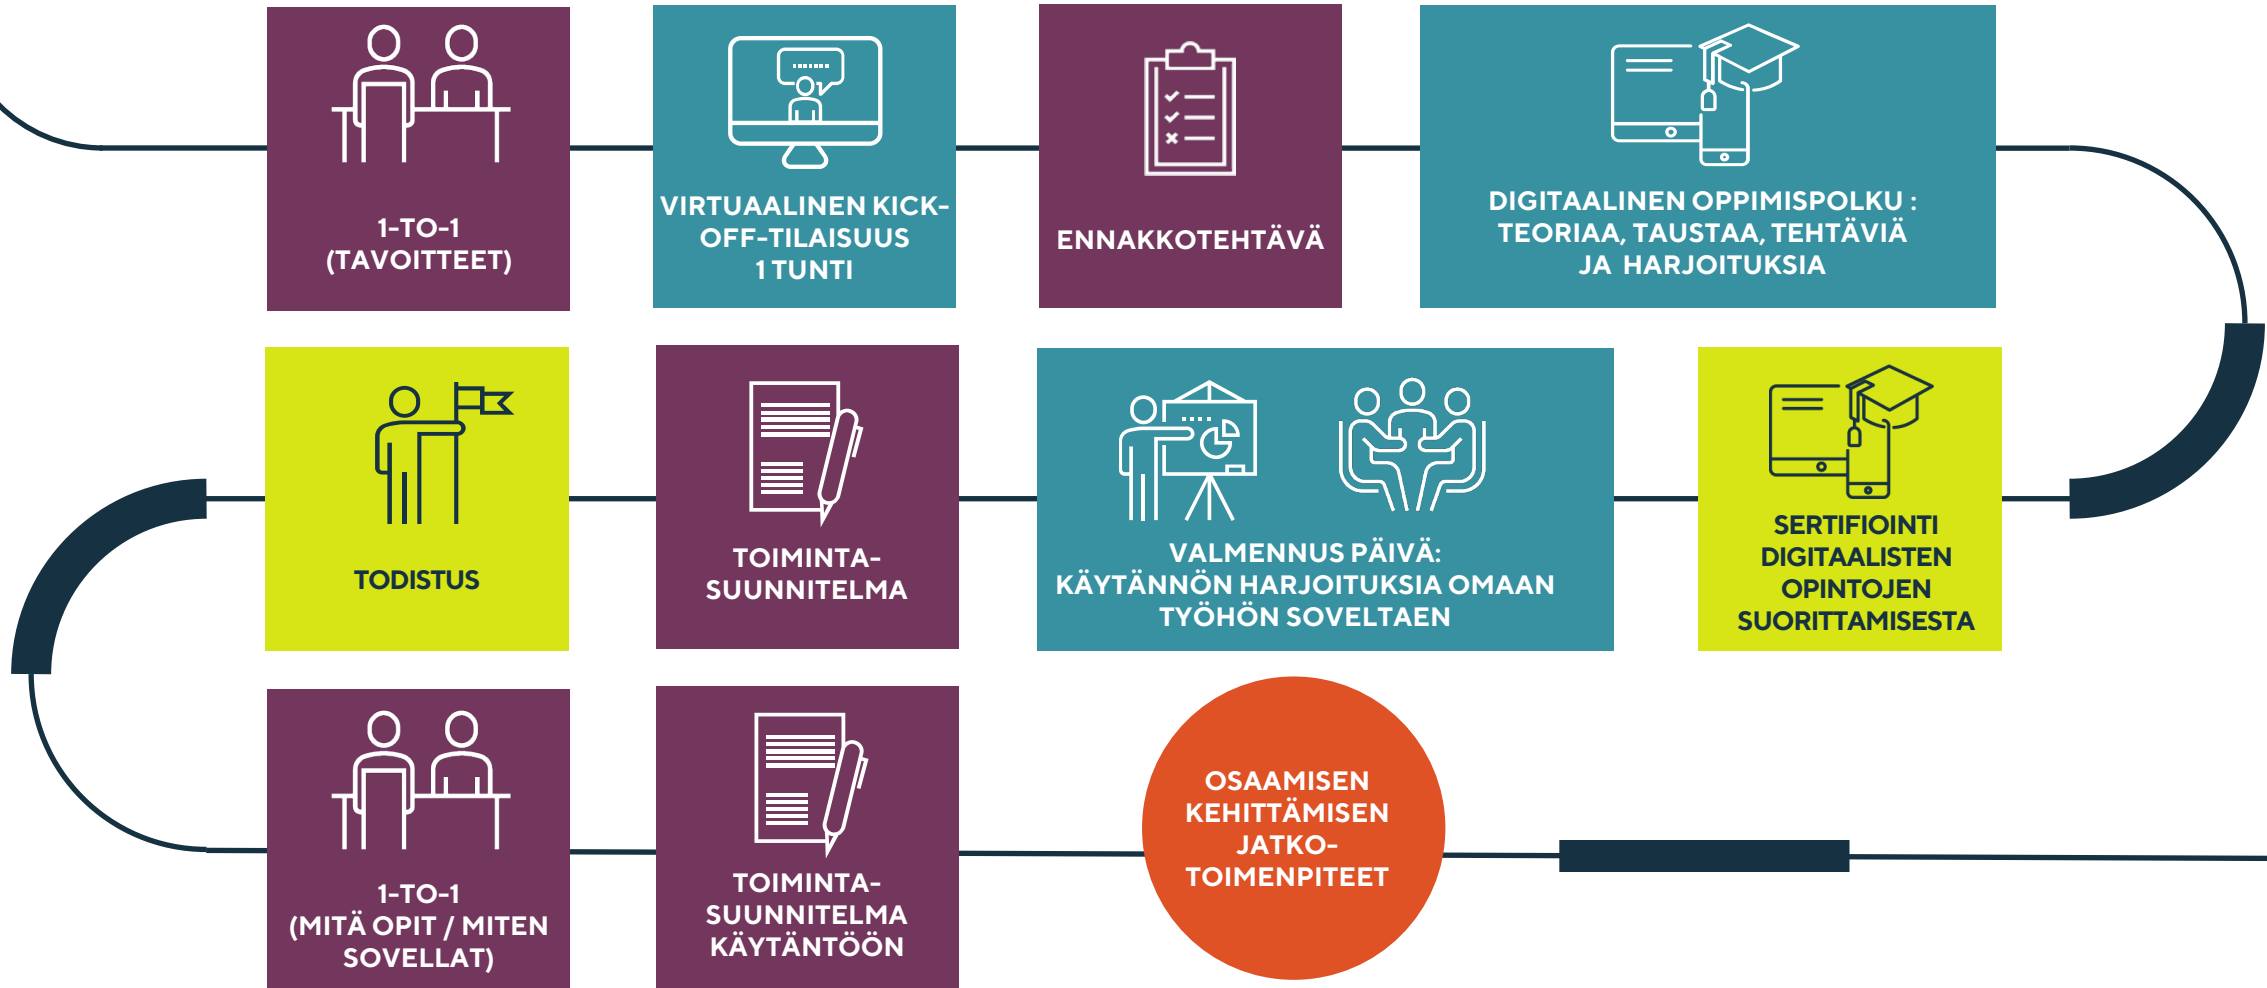 1-TO-1
(TAVOITTEET)
VIRTUAALINEN KICK-
OFF-TILAISUUS
1 TUNTI
ENNAKKOTEHTÄVÄ
DIGITAALINEN OPPIMISPOLKU :
TEORIAA, TAUSTAA, TEHTÄVIÄ
JA HARJOITUKSIA
SERTIFIOINTI
DIGITAALISTEN
OPINTOJEN
SUORITTAMISESTA
VALMENNUS PÄIVÄ:
KÄYTÄNNÖN HARJOITUKSIA OMAAN
TYÖHÖN SOVELTAEN
TOIMINTA-
SUUNNITELMA
TODISTUS
1-TO-1
(MITÄ OPIT / MITEN
SOVELLAT)
TOIMINTA-
SUUNNITELMA
KÄYTÄNTÖÖN
OSAAMISEN
KEHITTÄMISEN
JATKO-
TOIMENPITEET